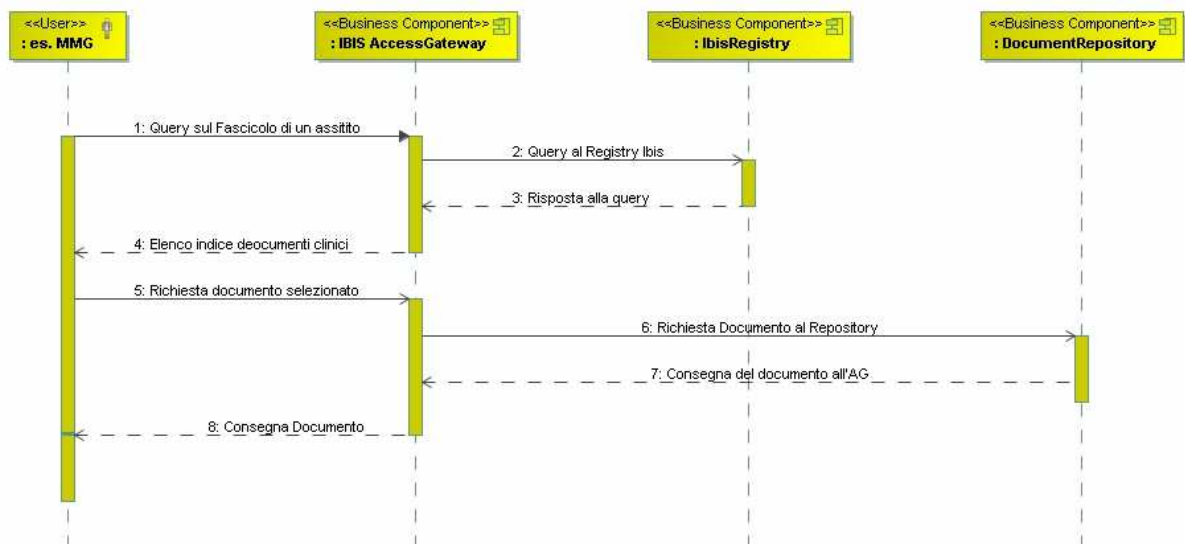 <<User>>
: es. MMG
<<Business Component>>
: IBIS AccessGateway
<<Business Component>>
: IbisRegistry
<<Business Component>>
: DocumentRepository
1: Query sul Fascicolo di un assitito
2: Query al Registry Ibis
3: Risposta alla query
4: Elenco indice deocumenti clinici
5: Richiesta documento selezionato
6: Richiesta Documento al Repository
7: Consegna del documento all'AG
8: Consegna Documento